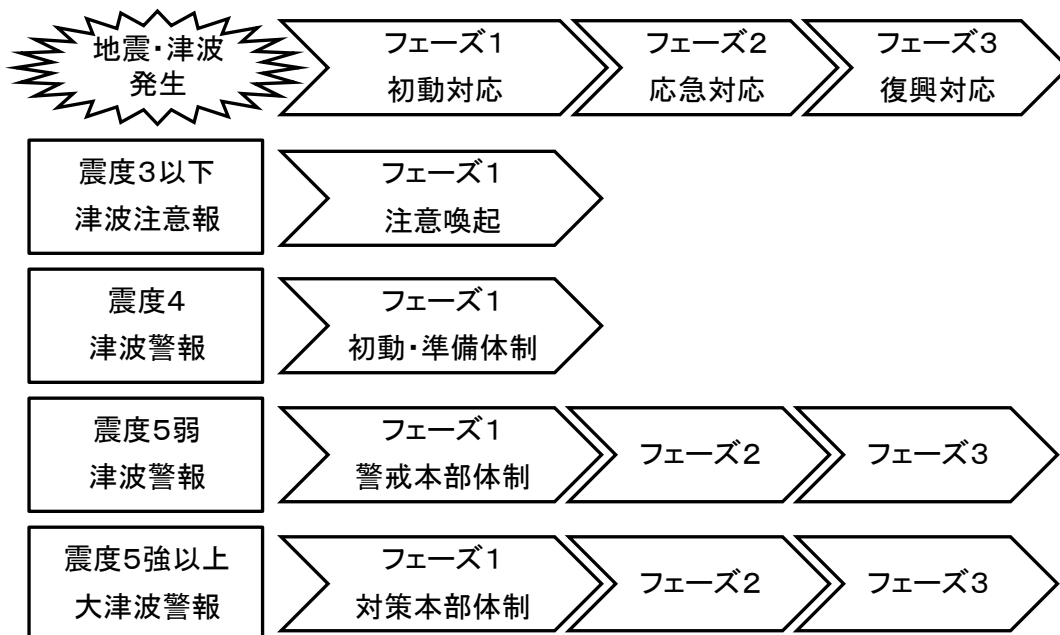 地震・津波
発生
フェーズ1
初動対応
フェーズ2
応急対応
フェーズ3
復興対応
震度3以下
津波注意報
フェーズ1
注意喚起
震度4
津波警報
フェーズ1
初動・準備体制
震度5弱
津波警報
フェーズ1
警戒本部体制
フェーズ2
フェーズ3
震度5強以上
大津波警報
フェーズ1
対策本部体制
フェーズ2
フェーズ3